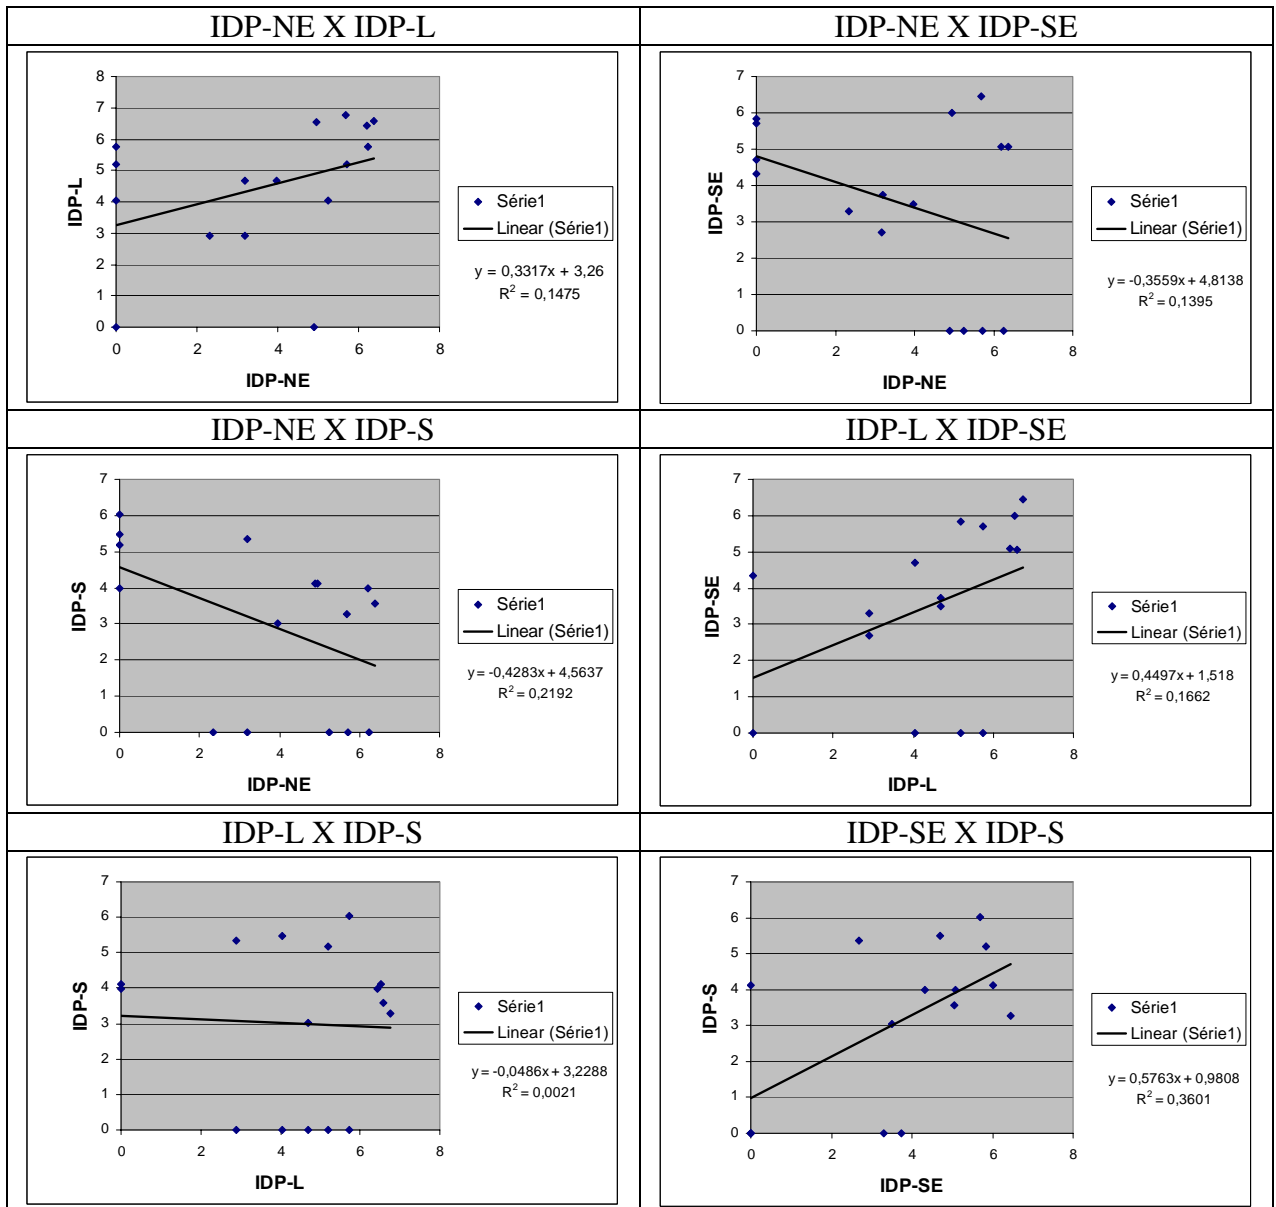 IDP-NE X IDP-L
IDP-NE X IDP-SE
IDP-L
8
7
6
5
4
3
2
1
0
0 2 4 6 8
IDP-NE
Série1
Linear (Série1)
y = 0,3317x + 3,26
R² = 0,1475
IDP-SE
7
6
5
4
3
2
1
0
0 2 4 6 8
IDP-NE
Série1
Linear (Série1)
y = -0,3559x + 4,8138
R² = 0,1395
IDP-NE X IDP-S
IDP-L X IDP-SE
IDP-S
7
6
5
4
3
2
1
0
0 2 4 6 8
IDP-NE
Série1
Linear (Série1)
y = -0,4283x + 4,5637
R² = 0,2192
IDP-SE
7
6
5
4
3
2
1
0
0 2 4 6 8
IDP-L
Série1
Linear (Série1)
y = 0,4497x + 1,518
R² = 0,1662
IDP-L X IDP-S
IDP-SE X IDP-S
IDP-S
7
6
5
4
3
2
1
0
0 2 4 6 8
IDP-L
Série1
Linear (Série1)
y = -0,0486x + 3,2288
R² = 0,0021
IDP-S
7
6
5
4
3
2
1
0
0 2 4 6 8
IDP-SE
Série1
Linear (Série1)
y = 0,5763x + 0,9808
R² = 0,3601